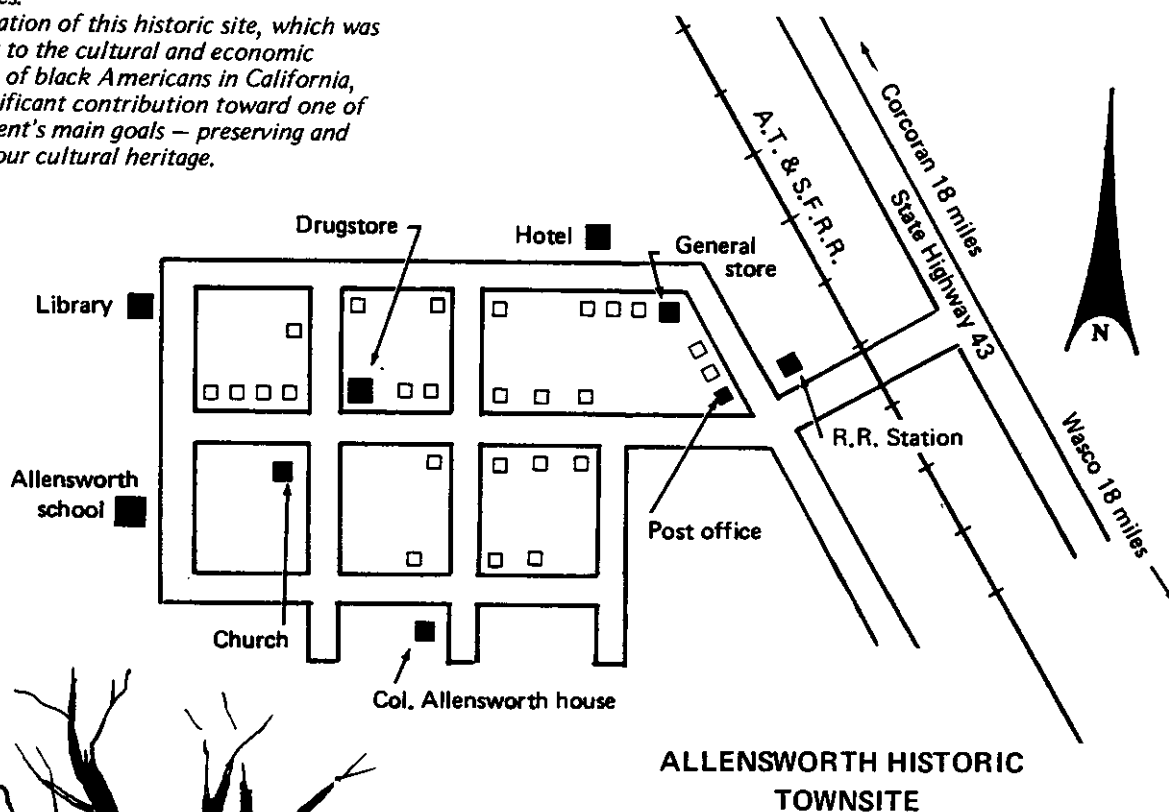 ation of this historic site, which was
to the cultural and economic
of black Americans in California,
ificant contribution toward one of
ent's main goals — preserving and
our cultural heritage.
Drugstore
Hotel
General
store
Library
Allensworth
school
Church
Col. Allensworth house
Post office
R.R. Station
A.T. & S.F.R.R.
State Highway 43
Corcoran 18 miles
Wasco 18 miles
N
ALLENSWORTH HISTORIC
TOWNSITE